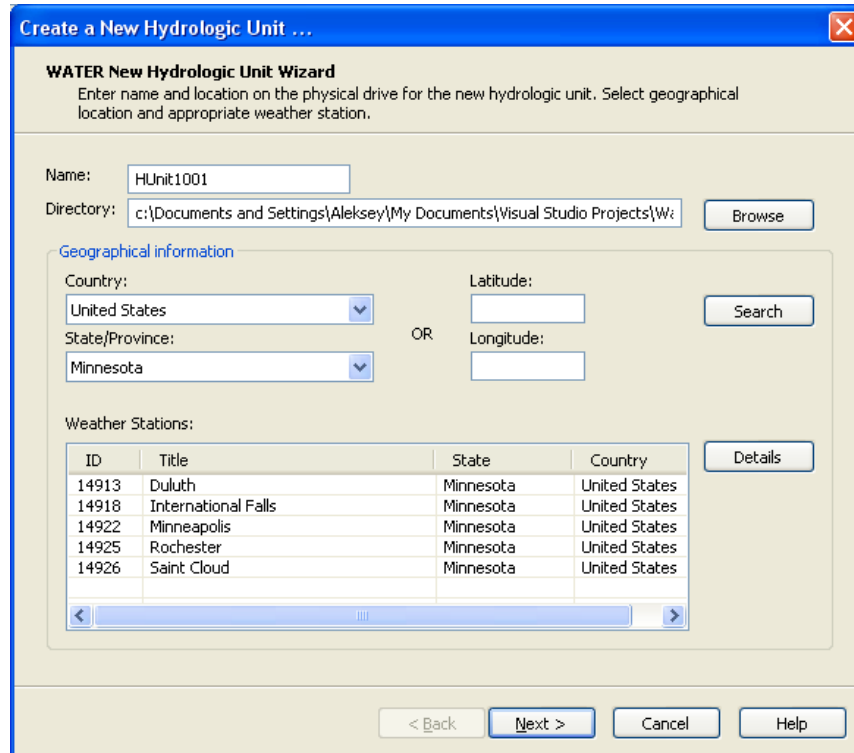 Create a New Hydrologic Unit ...
WATER New Hydrologic Unit Wizard
Enter name and location on the physical drive for the new hydrologic unit. Select geographical
location and appropriate weather station.
Name: HUnit1001
Directory: c:\Documents and Settings\Aleksey\My Documents\Visual Studio Projects\Wa Browse
Geographical information
Country: Latitude:
United States Search
State/Province: OR Longitude:
Minnesota
Weather Stations:
ID Title State Country Details
14913 Duluth Minnesota United States
14918 International Falls Minnesota United States
14922 Minneapolis Minnesota United States
14925 Rochester Minnesota United States
14926 Saint Cloud Minnesota United States
< Back Next > Cancel Help